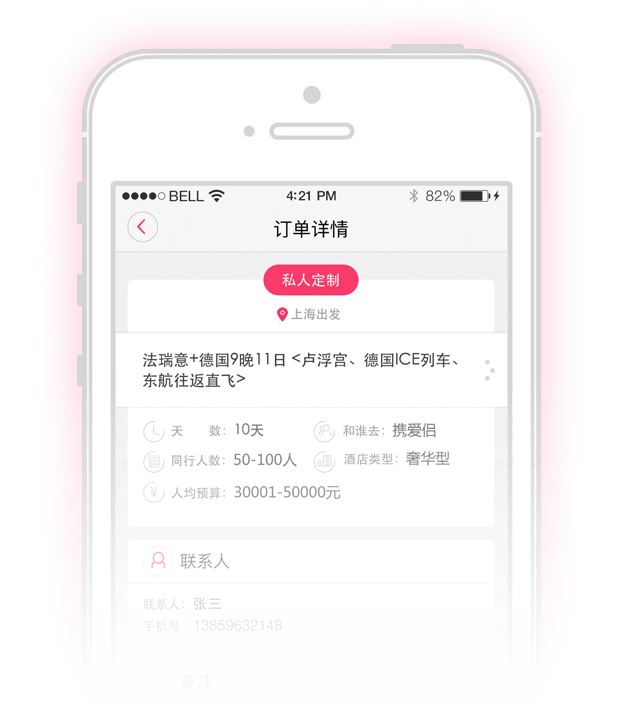 BELL 4:21 PM 82%
订单详情
私人定制
上海出发
法瑞意+德国9晚11日 <卢浮宫、德国ICE列车、
东航往返直飞>
天 数：10天 和谁去：携爱侣
同行人数：50-100人 酒店类型：奢华型
人均预算：30001-50000元
联系人
联系人：张三
手机号：13859632148
备注